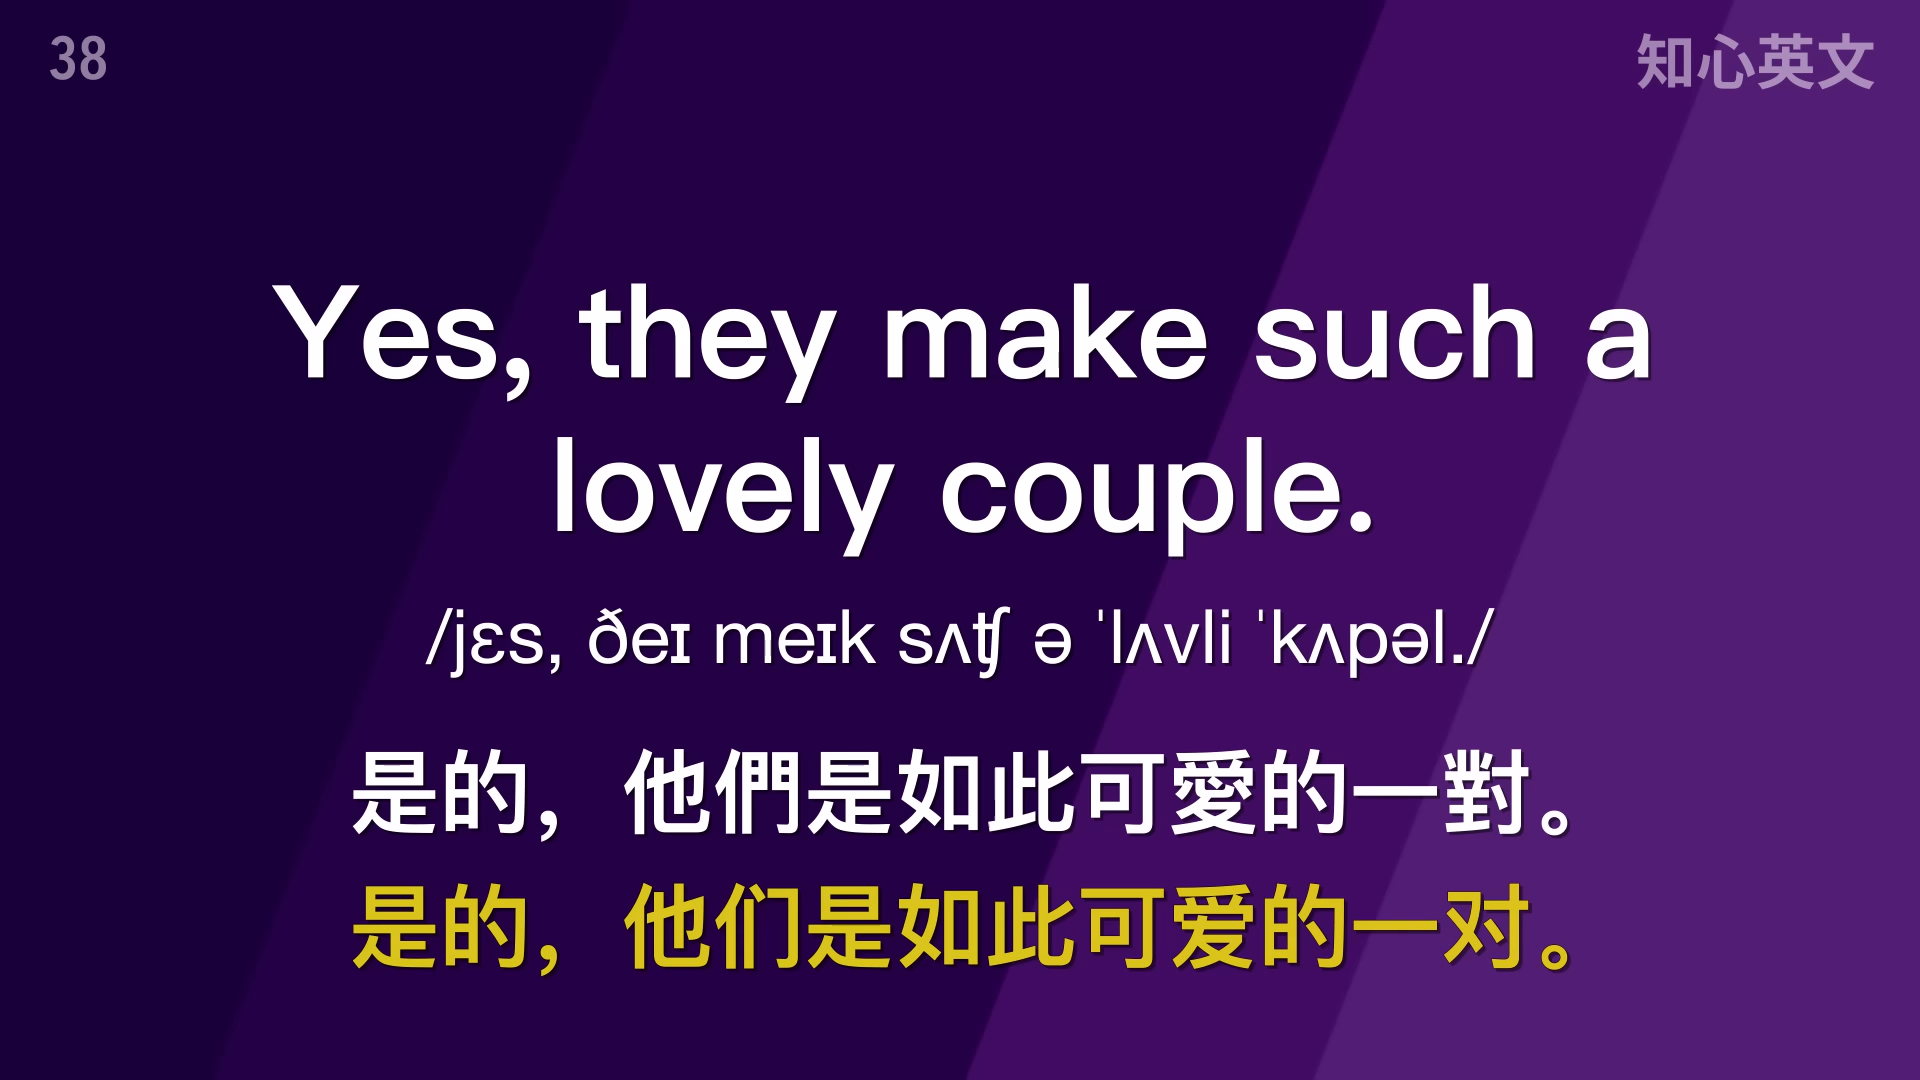 38
知心英文
Yes, they make such a
lovely couple.
/jɛs, ðeɪ meɪk sʌʧ ə ˈlʌvli ˈkʌpəl./
是的，他們是如此可愛的一對。
是的，他们是如此可爱的一对。